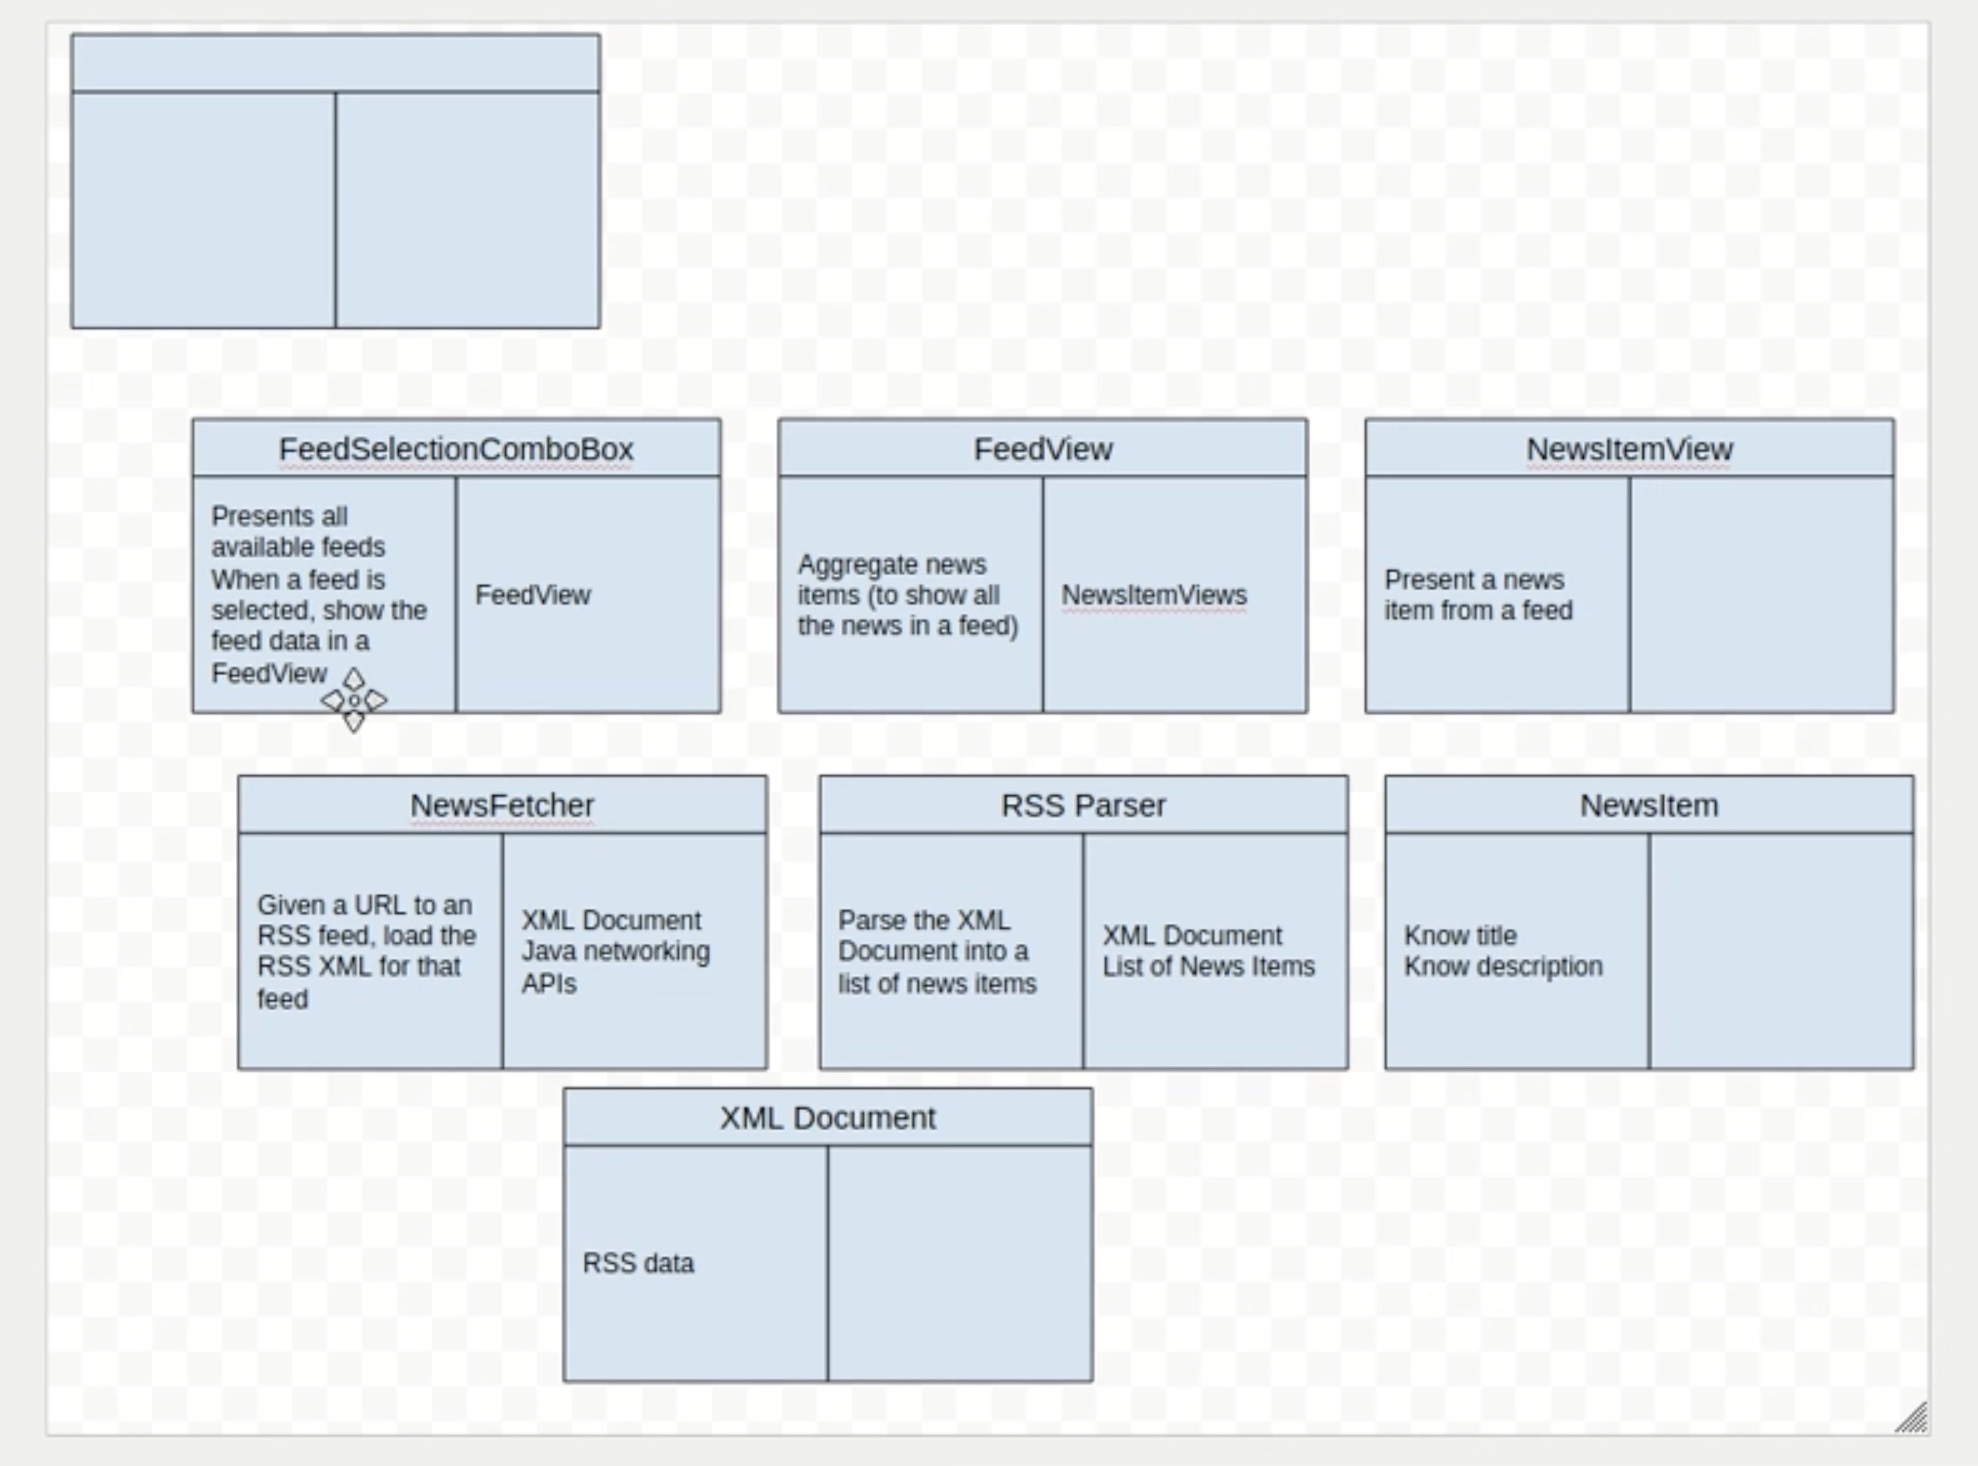 FeedSelectionComboBox
Presents all
available feeds
When a feed is
selected, show the
feed data in a
FeedView
FeedView
FeedView
Aggregate news
items (to show all
the news in a feed)
NewsItemViews
NewsItemView
Present a news
item from a feed
NewsFetcher
Given a URL to an
RSS feed, load the
RSS XML for that
feed
XML Document
Java networking
APIs
RSS Parser
Parse the XML
Document into a
list of news items
XML Document
List of News Items
NewsItem
Know title
Know description
XML Document
RSS data